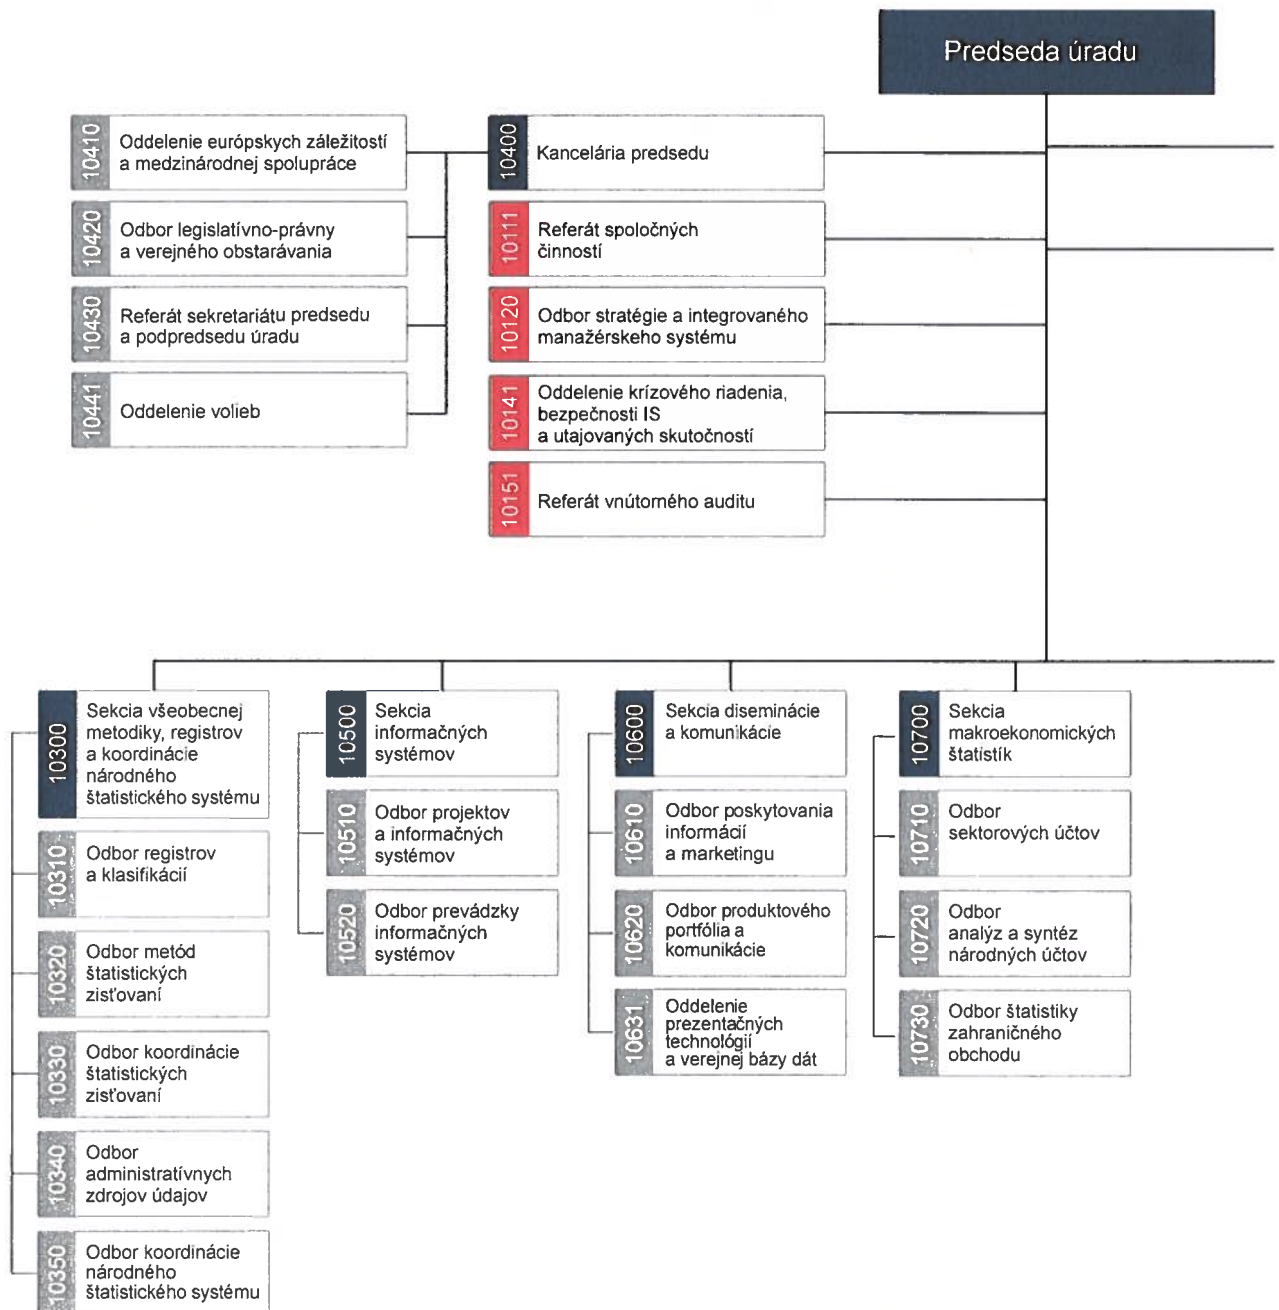 Predseda úradu
10410
Oddelenie európskych záležitostí
a medzinárodnej spolupráce
10420
Odbor legislatívno-právny
a verejného obstarávania
10430
Referát sekretariátu predsedu
a podpredsedu úradu
10441
Oddelenie volieb
10400
Kancelária predsedu
10111
Referát spoločných
činností
10120
Odbor stratégie a integrovaného
manažérskeho systému
10141
Oddelenie krízového riadenia,
bezpečnosti IS
a utajovaných skutočností
10151
Referát vnútorného auditu
10300
Sekcia všeobecnej
metodiky, registrov
a koordinácie
národného
štatistického systému
10310
Odbor registrov
a klasifikácií
10320
Odbor metód
štatistických
zisťovaní
10330
Odbor koordinácie
štatistických
zisťovaní
10340
Odbor
administratívnych
zdrojov údajov
10350
Odbor koordinácie
národného
štatistického systému
10500
Sekcia
informačných
systémov
10510
Odbor projektov
a informačných
systémov
10520
Odbor prevádzky
informačných
systémov
10600
Sekcia diseminácie
a komunikácie
10610
Odbor poskytovania
informácií
a marketingu
10620
Odbor produktového
portfólia a
komunikácie
10631
Oddelenie
prezentačných
technológií
a verejnej bázy dát
10700
Sekcia
makroekonomických
štatistík
10710
Odbor
sektorových účtov
10720
Odbor
analýz a syntéz
národných účtov
10730
Odbor štatistiky
zahraničného
obchodu